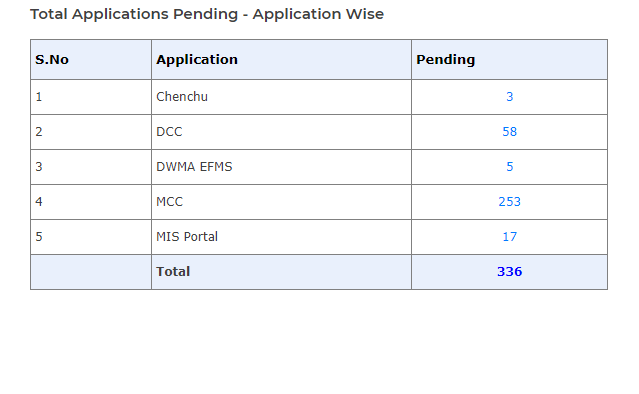 Total Applications Pending - Application Wise
S.No Application Pending
1 Chenchu 3
2 DCC 58
3 DWMA EFMS 5
4 MCC 253
5 MIS Portal 17
Total 336